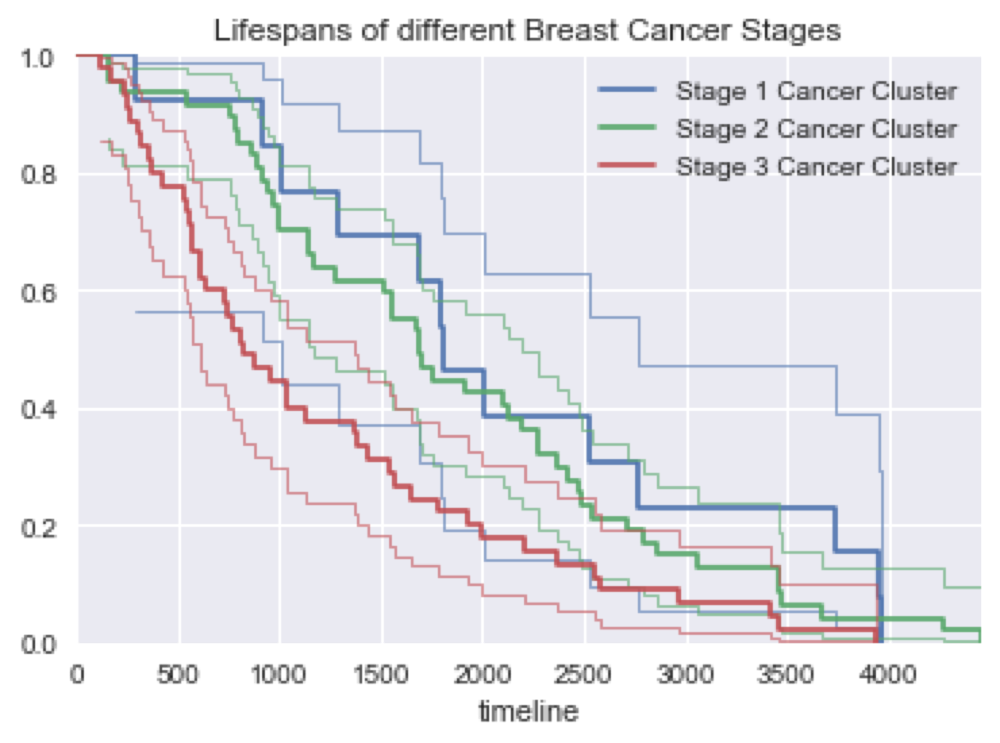 Lifespans of different Breast Cancer Stages
1.0
0.8
0.6
0.4
0.2
0.0
Stage 1 Cancer Cluster
Stage 2 Cancer Cluster
Stage 3 Cancer Cluster
0 500 1000 1500 2000 2500 3000 3500 4000
timeline